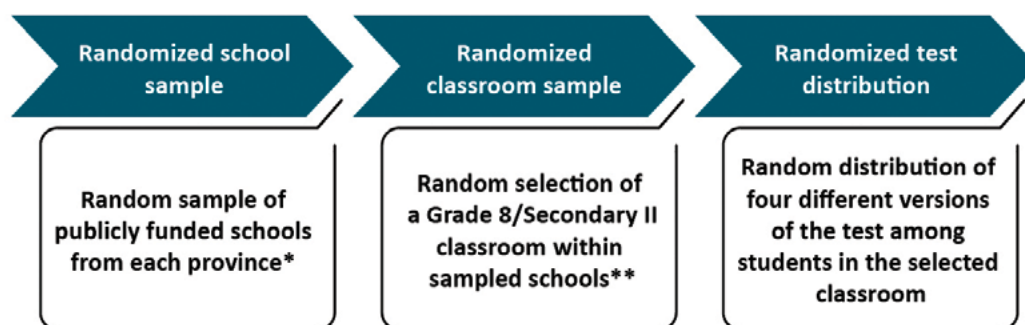 Randomized school
sample
Randomized
classroom sample
Randomized test
distribution
Random sample of
publicly funded schools
from each province*
Random selection of
a Grade 8/Secondary II
classroom within
sampled schools**
Random distribution of
four different versions
of the test among
students in the selected
classroom